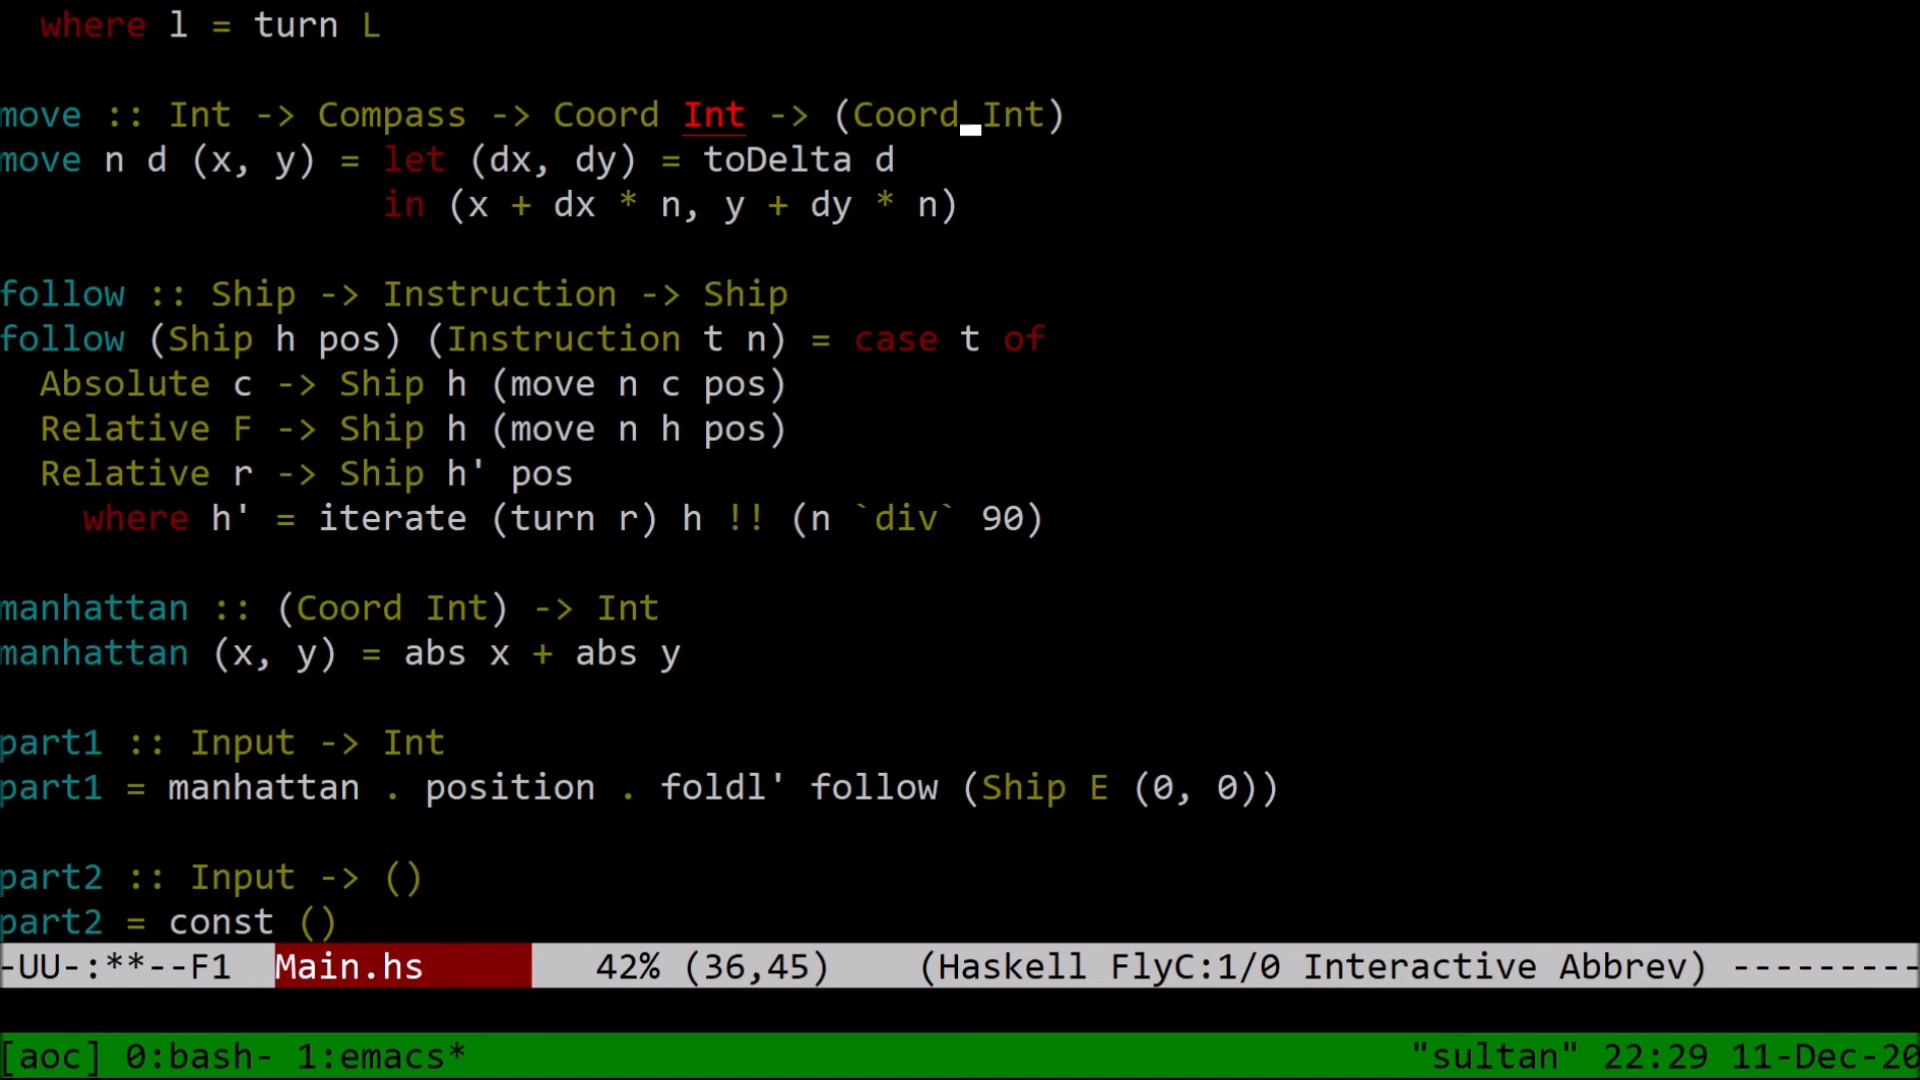 where l = turn L
move :: Int -> Compass -> Coord Int -> (Coord Int)
move n d (x, y) = let (dx, dy) = toDelta d
in (x + dx * n, y + dy * n)
follow :: Ship -> Instruction -> Ship
follow (Ship h pos) (Instruction t n) = case t of
Absolute c -> Ship h (move n c pos)
Relative F -> Ship h (move n h pos)
Relative r -> Ship h' pos
where h' = iterate (turn r) h !! (n `div` 90)
manhattan :: (Coord Int) -> Int
manhattan (x, y) = abs x + abs y
part1 :: Input -> Int
part1 = manhattan . position . foldl' follow (Ship E (0, 0))
part2 :: Input -> ()
part2 = const ()
-UU-:**--F1 Main.hs 42% (36,45) (Haskell FlyC:1/0 Interactive Abbrev) ---------
[aoc] 0:bash- 1:emacs* "sultan" 22:29 11-Dec-20